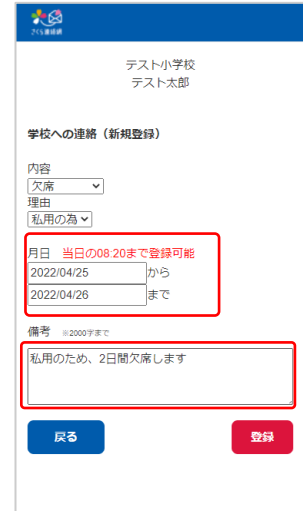 さくら連絡網
テスト小学校
テスト太郎
学校への連絡（新規登録）
内容
欠席
理由
私用の為
月日 当日の08:20まで登録可能
2022/04/25 から
2022/04/26 まで
備考 ※2000字まで
私用のため、2日間欠席します
戻る 登録